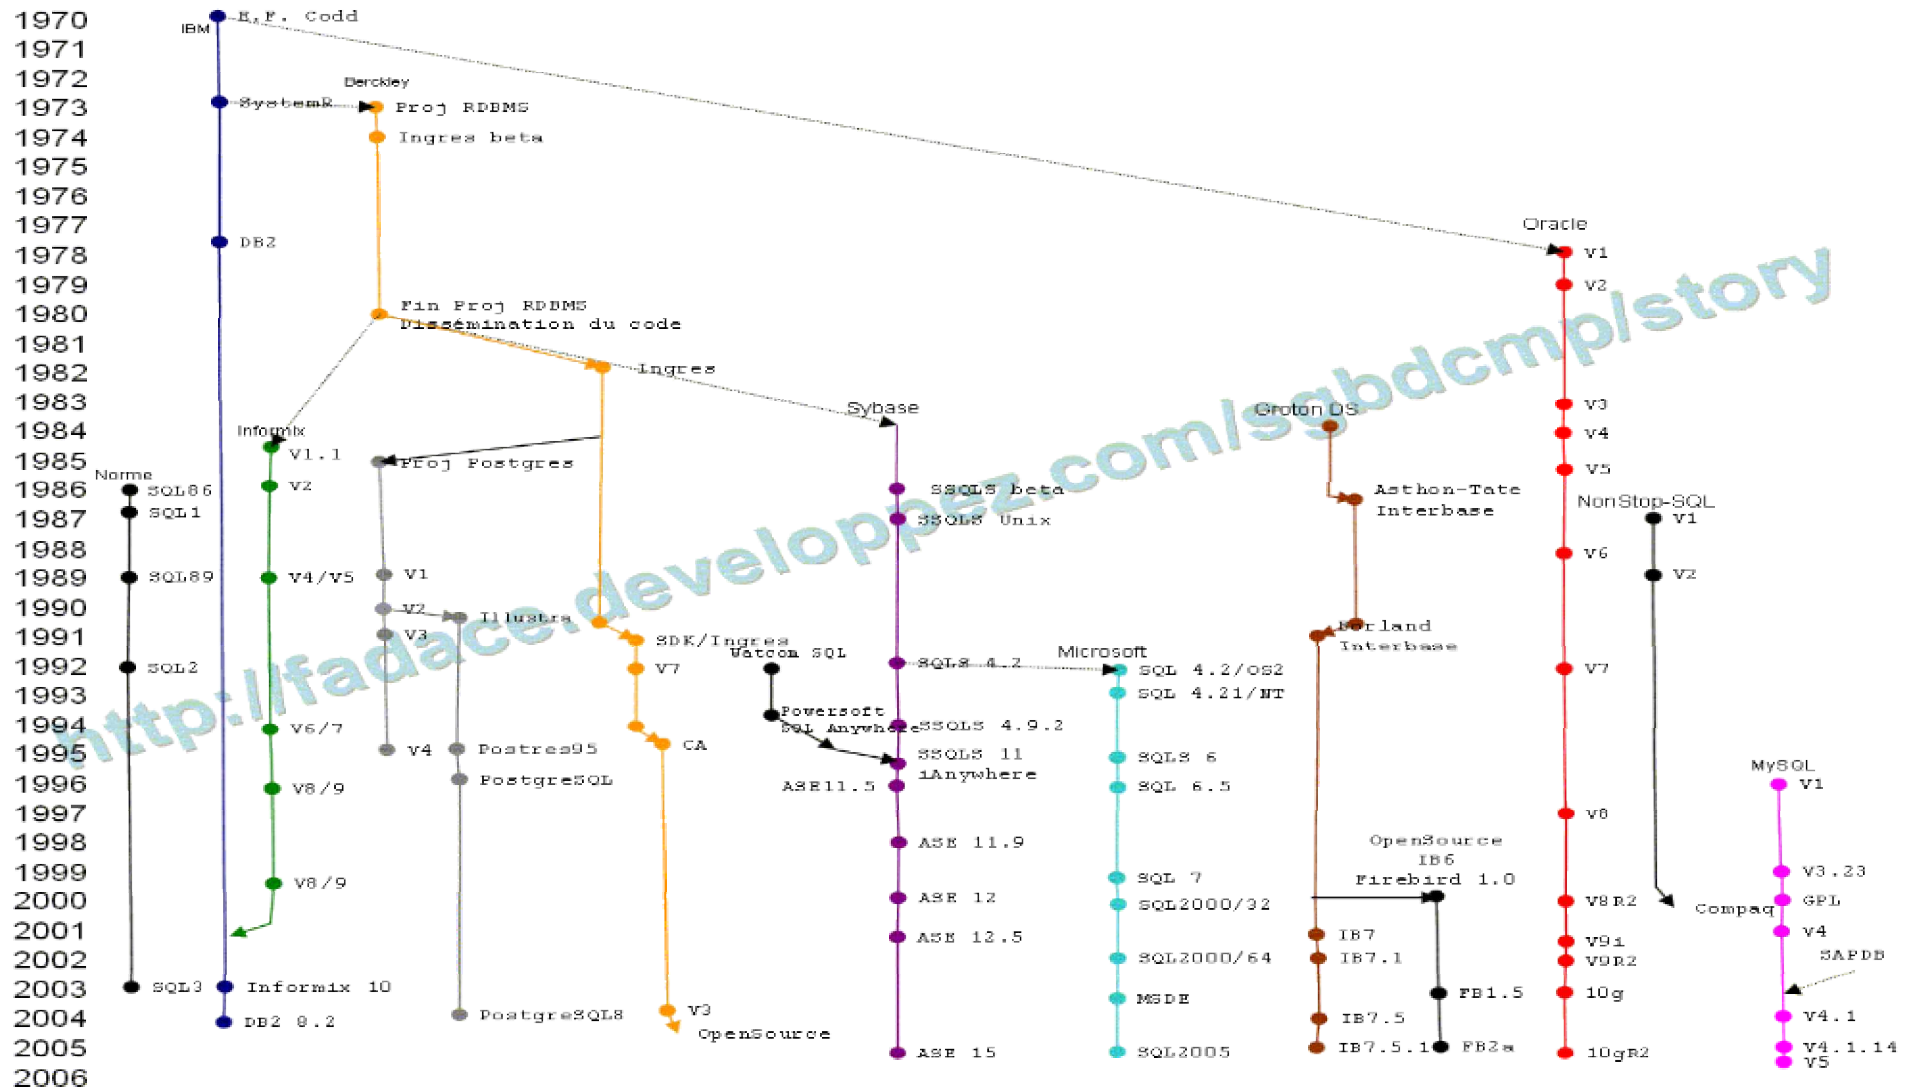 1970
1971
1972
1973
1974
1975
1976
1977
1978
1979
1980
1981
1982
1983
1984
1985
1986
1987
1988
1989
1990
1991
1992
1993
1994
1995
1996
1997
1998
1999
2000
2001
2002
2003
2004
2005
2006
Norme
SQL86
SQL1
SQL89
SQL2
SQL3
E.F. Codd
IBM
SystemR
DB2
Informix 10
DB2 8.2
Informix
V1.1
V2
V4/V5
V6/7
V8/9
V8/9
Berckley
Proj RDBMS
Ingres beta
Fin Proj RDBMS
Dissémination du code
Ingres
Proj Postgres
V1
V2
V3
V4
Illustra
Postres95
PostgreSQL
PostgreSQL8
SDK/Ingres
V7
CA
V3
OpenSource
Watcom SQL
Powersoft
SQL Anywhere
Sybase
SSQLS beta
SSQLS Unix
SQLS 4.2
SSQLS 4.9.2
SSQLS 11
iAnywhere
ASE11.5
ASE 11.9
ASE 12
ASE 12.5
ASE 15
Microsoft
SQL 4.2/OS2
SQL 4.21/NT
SQLS 6
SQL 6.5
SQL 7
SQL2000/32
SQL2000/64
MSDE
SQL2005
Groton DS
Asthon-Tate
Interbase
Borland
Interbase
IB7
IB7.1
IB7.5
IB7.5.1
OpenSource
IB6
Firebird 1.0
FB1.5
FB2a
Oracle
V1
V2
V3
V4
V5
V6
V7
V8
V8R2
V9i
V9R2
10g
10gR2
NonStop-SQL
V1
V2
Compaq
MySQL
V1
V3.23
GPL
V4
SAPDB
V4.1
V4.1.14
V5
http://fadace.developpez.com/sgbdcmp/story